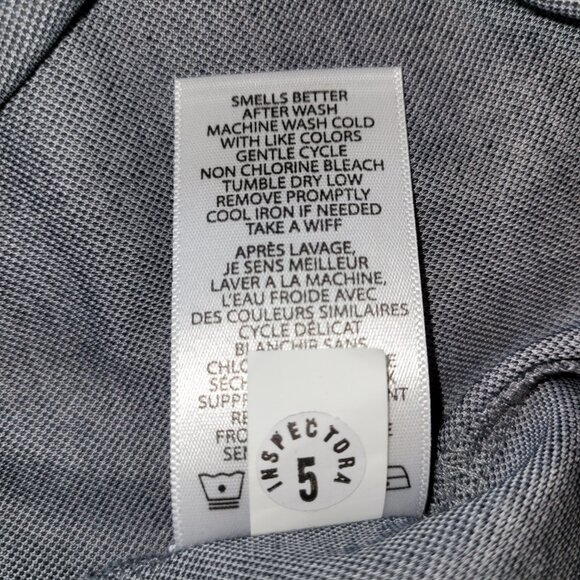 SMELLS BETTER
AFTER WASH
MACHINE WASH COLD
WITH LIKE COLORS
GENTLE CYCLE
NON CHLORINE BLEACH
TUMBLE DRY LOW
REMOVE PROMPTLY
COOL IRON IF NEEDED
TAKE A WIFF
APRÈS LAVAGE,
JE SENS MEILLEUR
LAVER A LA MACHINE,
L'EAU FROIDE AVEC
DES COULEURS SIMILAIRES
CYCLE DÉLICAT
BLANCHIR SANS
INSPECTORA
5